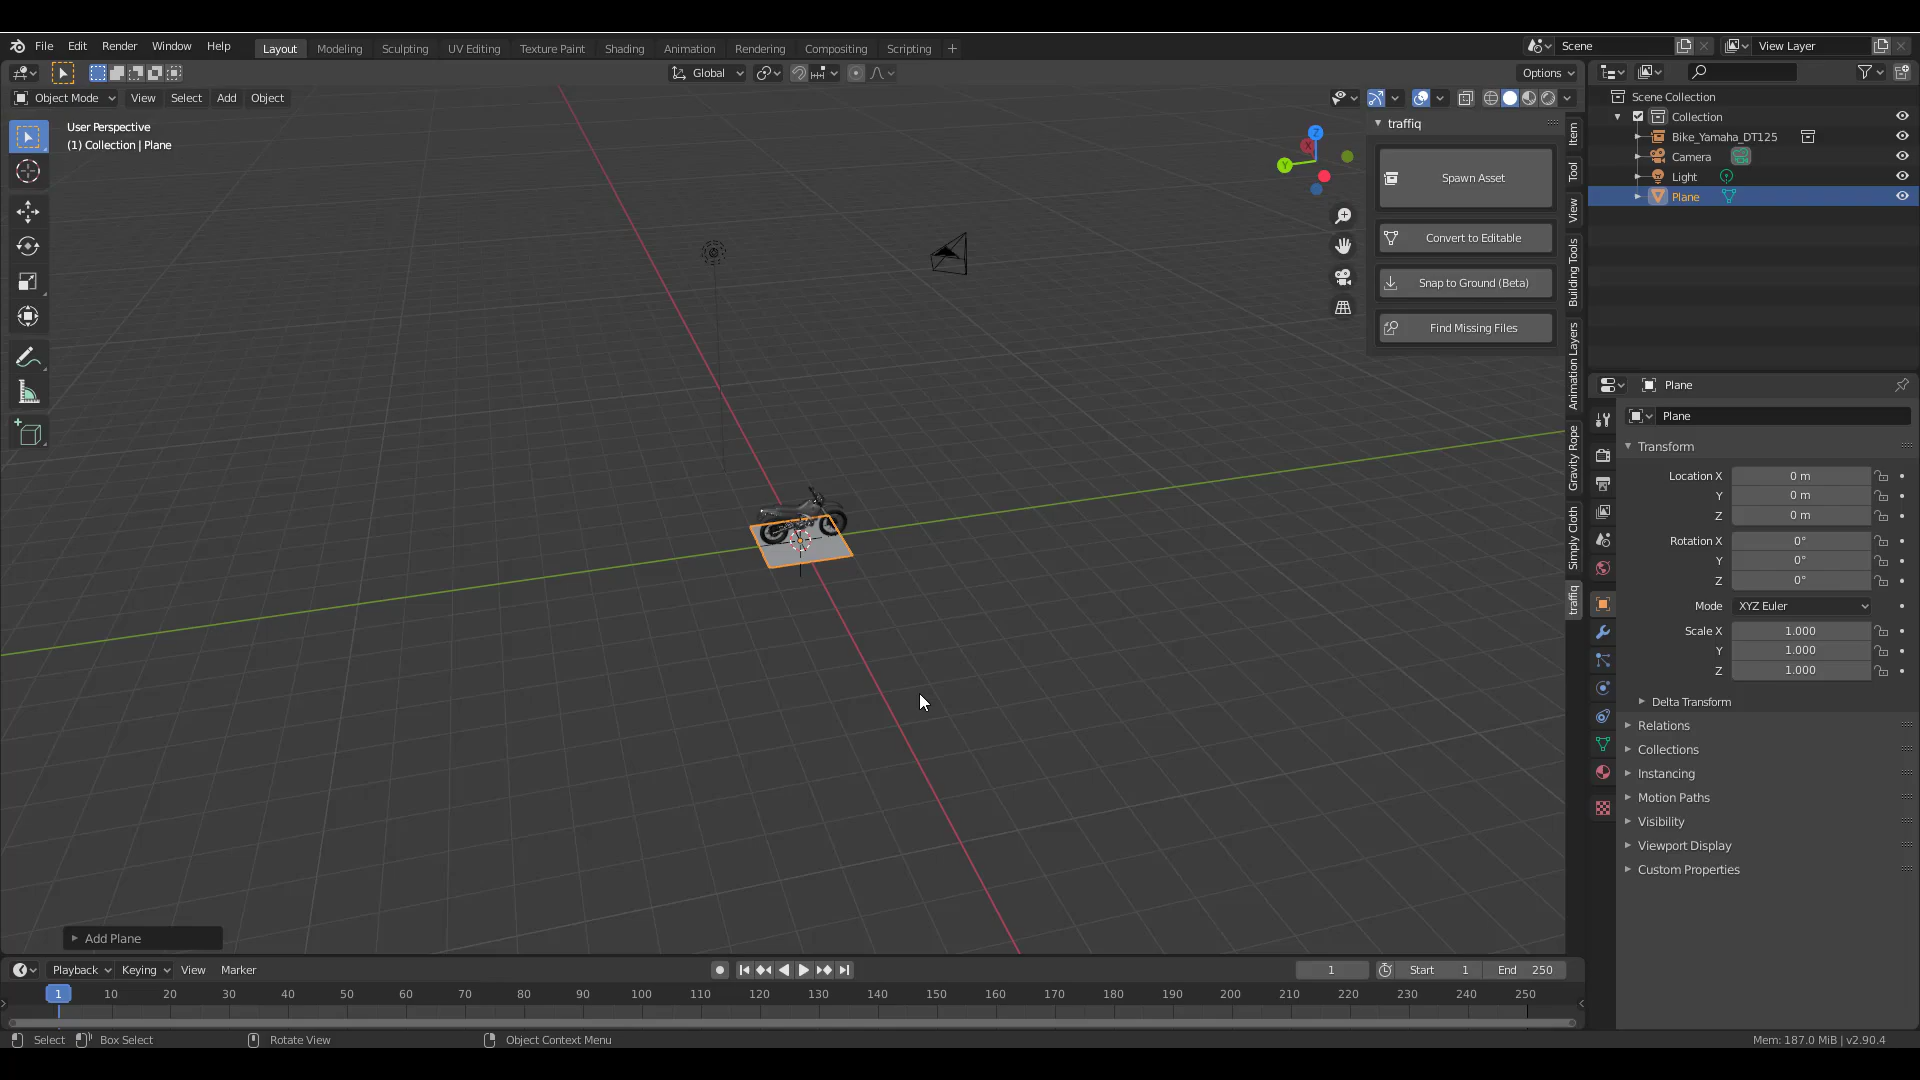 File Edit Render Window Help Layout Modeling Sculpting UV Editing Texture Paint Shading Animation Rendering Compositing Scripting + Scene View Layer
Global Options
Object Mode View Select Add Object
User Perspective
(1) Collection | Plane
X
Y
Z
traffiq
Spawn Asset
Convert to Editable
Snap to Ground (Beta)
Find Missing Files
Item
Tool
View
Building Tools
Animation Layers
Gravity Rope
Simply Cloth
traffiq
Scene Collection
Collection
Bike_Yamaha_DT125
Camera
Light
Plane
Plane
Plane
Transform
Location X 0 m
Y 0 m
Z 0 m
Rotation X 0°
Y 0°
Z 0°
Mode XYZ Euler
Scale X 1.000
Y 1.000
Z 1.000
Delta Transform
Relations
Collections
Instancing
Motion Paths
Visibility
Viewport Display
Custom Properties
Add Plane
Playback Keying View Marker 1 Start 1 End 250
1 10 20 30 40 50 60 70 80 90 100 110 120 130 140 150 160 170 180 190 200 210 220 230 240 250
Select Box Select Rotate View Object Context Menu Mem: 187.0 MiB | v2.90.4